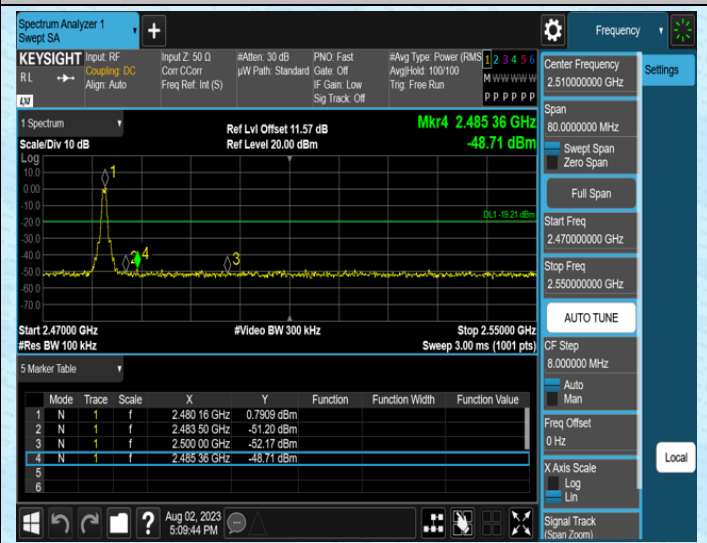 Spectrum Analyzer 1
Swept SA
+
Frequency
KEYSIGHT Input: RF
RL
Coupling: DC
Align: Auto
LXI
Input Z: 50 Ω
Corr CCorr
Freq Ref: Int (S)
#Atten: 30 dB
µW Path: Standard
PNO: Fast
Gate: Off
IF Gain: Low
Sig Track: Off
#Avg Type: Power (RMS
Avg|Hold: 100/100
Trig: Free Run
1 2 3 4 5 6
M W W W W W
P P P P P P
1 Spectrum
Scale/Div 10 dB
Ref Lvl Offset 11.57 dB
Ref Level 20.00 dBm
Mkr4 2.485 36 GHz
-48.71 dBm
Log
10.0
0.00
-10.0
-20.0
-30.0
-40.0
-50.0
-60.0
-70.0
1
2
4
3
DL1 -19.21 dBm
Start 2.47000 GHz
#Res BW 100 kHz
#Video BW 300 kHz
Stop 2.55000 GHz
Sweep 3.00 ms (1001 pts)
5 Marker Table
Mode Trace Scale X Y Function Function Width Function Value
1 N 1 f 2.480 16 GHz 0.7909 dBm
2 N 1 f 2.483 50 GHz -51.20 dBm
3 N 1 f 2.500 00 GHz -52.17 dBm
4 N 1 f 2.485 36 GHz -48.71 dBm
5
6
?
Aug 02, 2023
5:09:44 PM
Center Frequency
2.510000000 GHz
Settings
Span
80.0000000 MHz
Swept Span
Zero Span
Full Span
Start Freq
2.470000000 GHz
Stop Freq
2.550000000 GHz
AUTO TUNE
CF Step
8.000000 MHz
Auto
Man
Freq Offset
0 Hz
Local
X Axis Scale
Log
Lin
Signal Track
(Span Zoom)